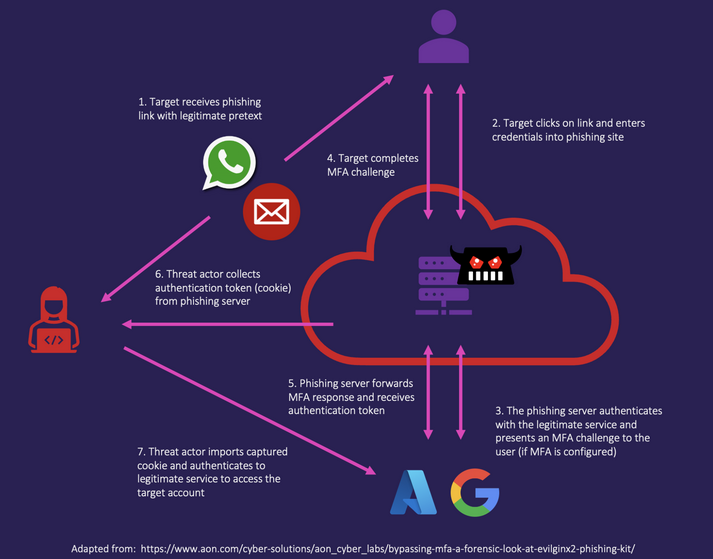 1. Target receives phishing
link with legitimate pretext
2. Target clicks on link and enters
credentials into phishing site
4. Target completes
MFA challenge
6. Threat actor collects
authentication token (cookie)
from phishing server
</>
5. Phishing server forwards
MFA response and receives
authentication token
3. The phishing server authenticates
with the legitimate service and
presents an MFA challenge to the
user (if MFA is configured)
7. Threat actor imports captured
cookie and authenticates to
legitimate service to access the
target account
Adapted from: https://www.aon.com/cyber-solutions/aon_cyber_labs/bypassing-mfa-a-forensic-look-at-evilginx2-phishing-kit/